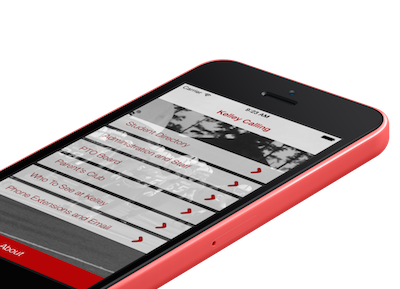 Carrier
9:23 AM
Kelley Calling
Student Directory
Administration and Staff
PTO Board
Parent's Club
Who To See at Kelley
Phone Extensions and Email
About